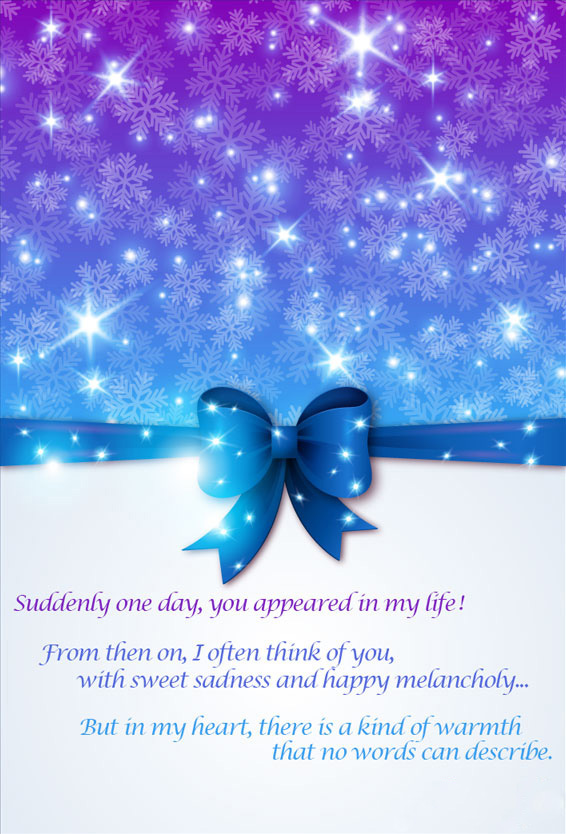 Suddenly one day, you appeared in my life!
From then on, I often think of you,
with sweet sadness and happy melancholy...
But in my heart, there is a kind of warmth
that no words can describe.